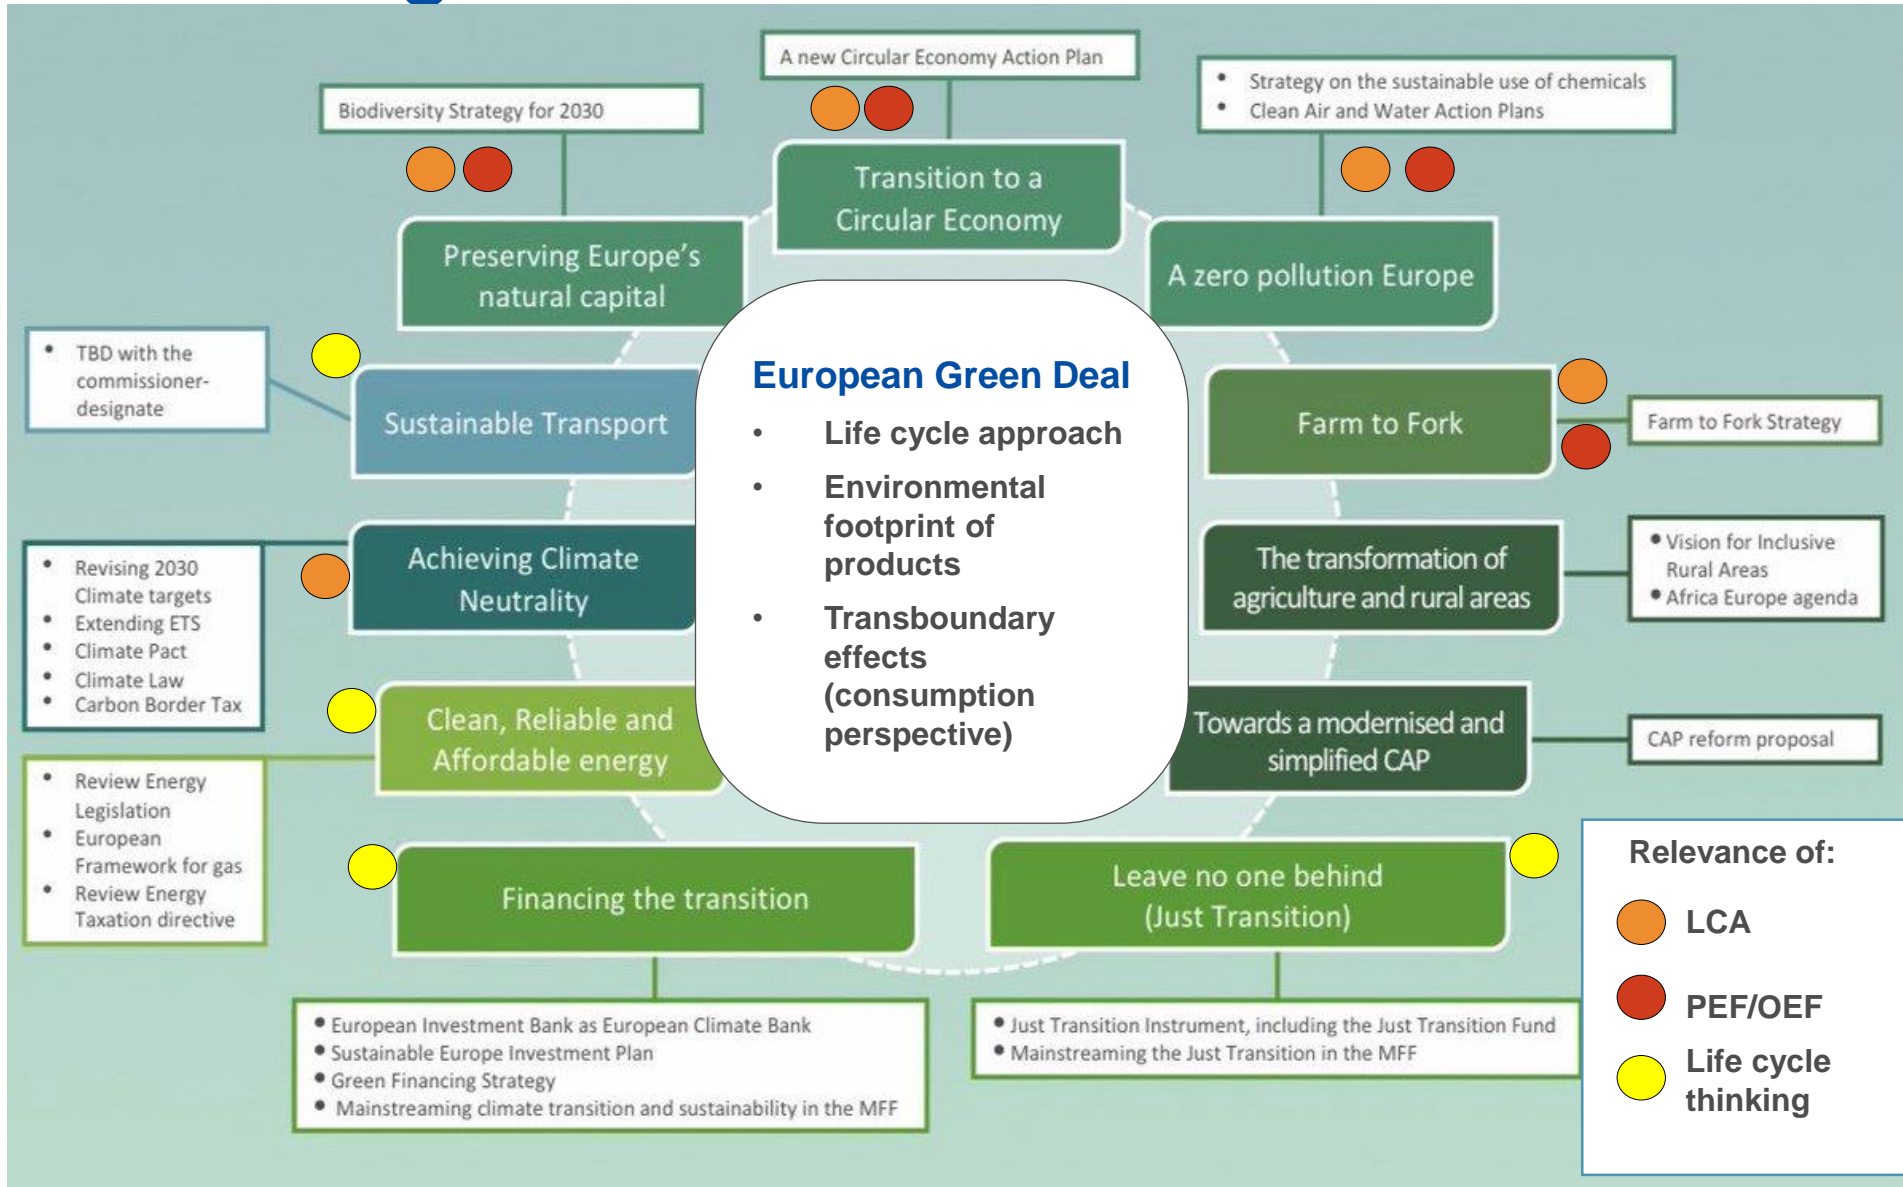 A new Circular Economy Action Plan
Biodiversity Strategy for 2030
• Strategy on the sustainable use of chemicals
• Clean Air and Water Action Plans
Transition to a
Circular Economy
Preserving Europe's
natural capital
A zero pollution Europe
• TBD with the
commissioner-
designate
Sustainable Transport
European Green Deal
• Life cycle approach
• Environmental
footprint of
products
• Transboundary
effects
(consumption
perspective)
Farm to Fork
Farm to Fork Strategy
• Revising 2030
Climate targets
• Extending ETS
• Climate Pact
• Climate Law
• Carbon Border Tax
Achieving Climate
Neutrality
The transformation of
agriculture and rural areas
• Vision for Inclusive
Rural Areas
• Africa Europe agenda
Clean, Reliable and
Affordable energy
Towards a modernised and
simplified CAP
CAP reform proposal
• Review Energy
Legislation
• European
Framework for gas
• Review Energy
Taxation directive
Financing the transition
Leave no one behind
(Just Transition)
• European Investment Bank as European Climate Bank
• Sustainable Europe Investment Plan
• Green Financing Strategy
• Mainstreaming climate transition and sustainability in the MFF
• Just Transition Instrument, including the Just Transition Fund
• Mainstreaming the Just Transition in the MFF
Relevance of:
LCA
PEF/OEF
Life cycle
thinking